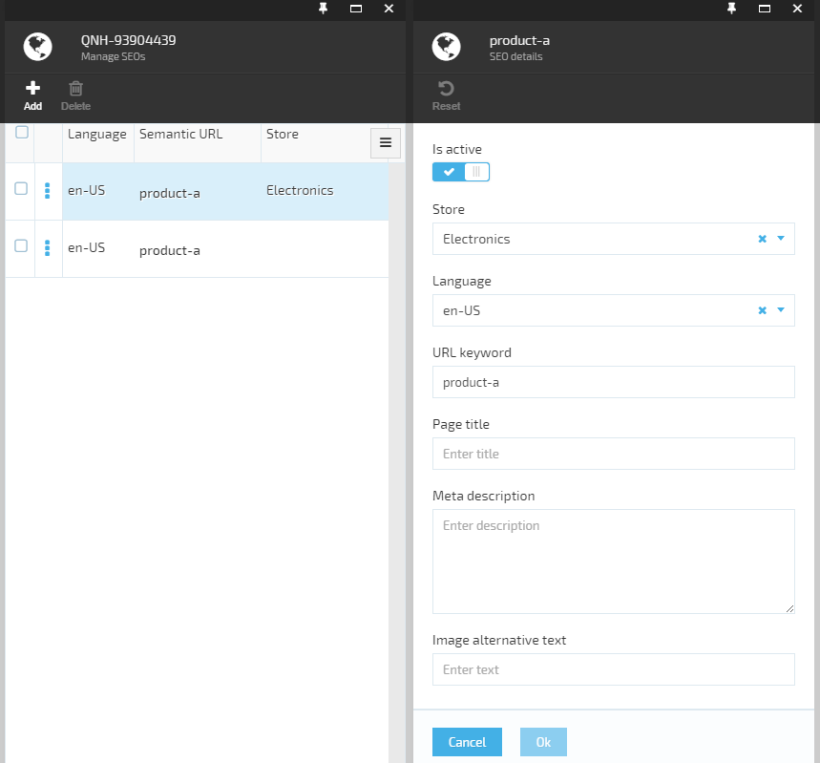 QNH-93904439
Manage SEOs
Add
Delete
Language Semantic URL Store
en-US product-a Electronics
en-US product-a
product-a
SEO details
Reset
Is active
Store
Electronics
Language
en-US
URL keyword
product-a
Page title
Enter title
Meta description
Enter description
Image alternative text
Enter text
Cancel Ok